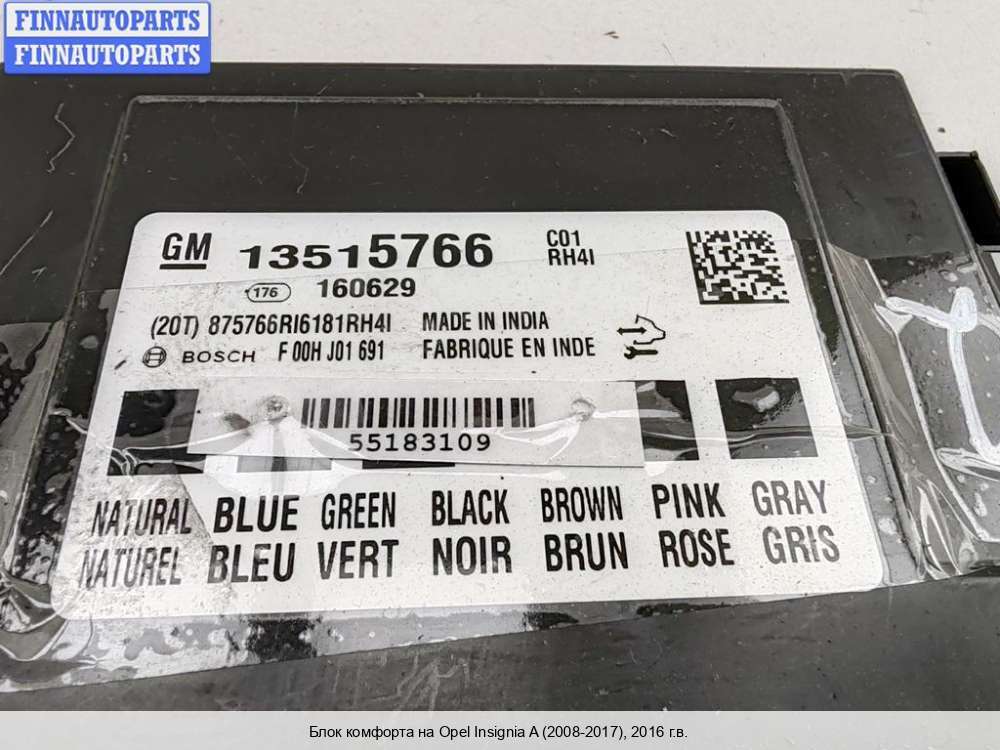 FINNAUTOPARTS
FINNAUTOPARTS
GM 13515766 C01
RH4I
176 160629
(20T) 875766RI6181RH4I MADE IN INDIA
BOSCH F 00H J01 691 FABRIQUE EN INDE
55183109
NATURAL BLUE GREEN BLACK BROWN PINK GRAY
NATUREL BLEU VERT NOIR BRUN ROSE GRIS
Блок комфорта на Opel Insignia A (2008-2017), 2016 г.в.